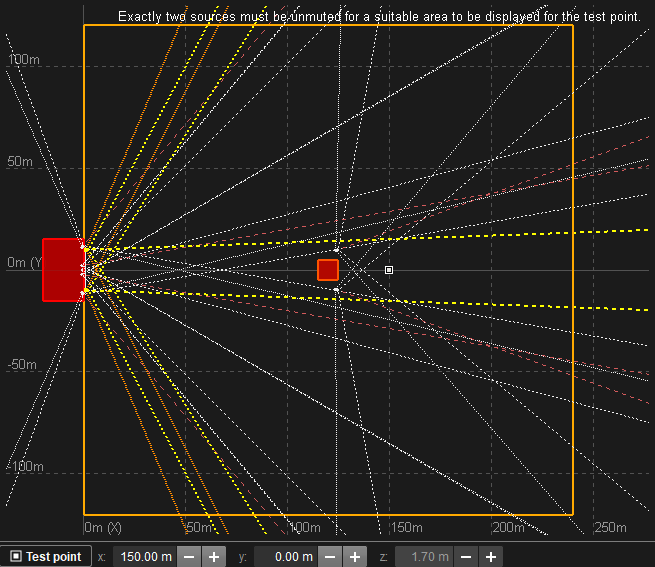 Exactly two sources must be unmuted for a suitable area to be displayed for the test point.
100m
50m
0m (Y
-50m
-100m
0m (X)
50m
100m
150m
200m
250m
Test point x: 150.00 m − + y: 0.00 m − + z: 1.70 m − +